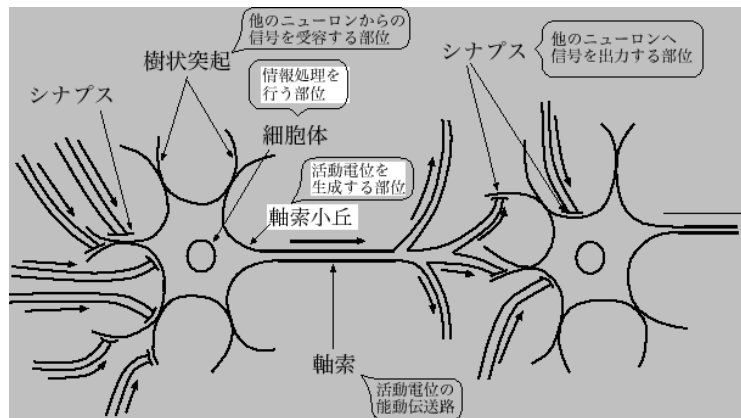 他のニューロンからの
信号を受容する部位
樹状突起
シナプス
情報処理を
行う部位
細胞体
活動電位を
生成する部位
軸索小丘
シナプス
他のニューロンへ
信号を出力する部位
軸索
活動電位の
能動伝送路